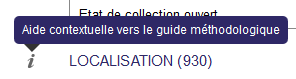 Etat de collection ouvert
Aide contextuelle vers le guide méthodologique
i LOCALISATION (930)